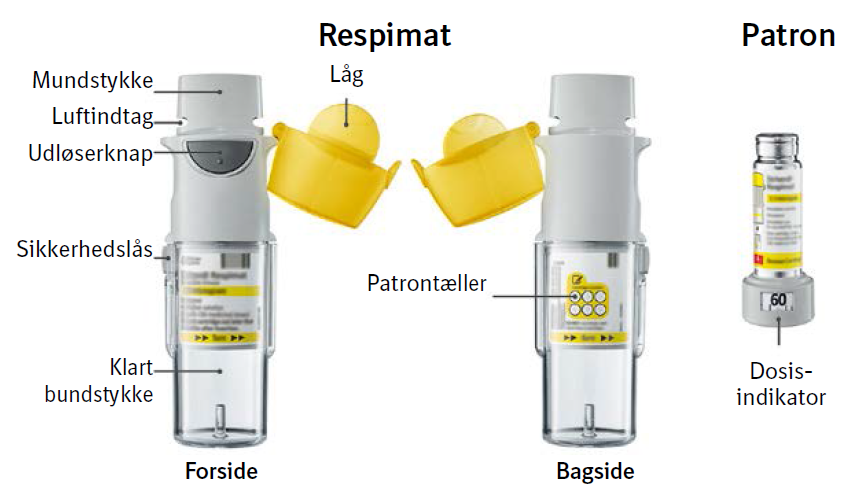 Respimat
Patron
Mundstykke
Låg
Luftindtag
Udløserknap
Sikkerhedslås
Patrontæller
60
Klart
bundstykke
Dosis-
indikator
Forside
Bagside